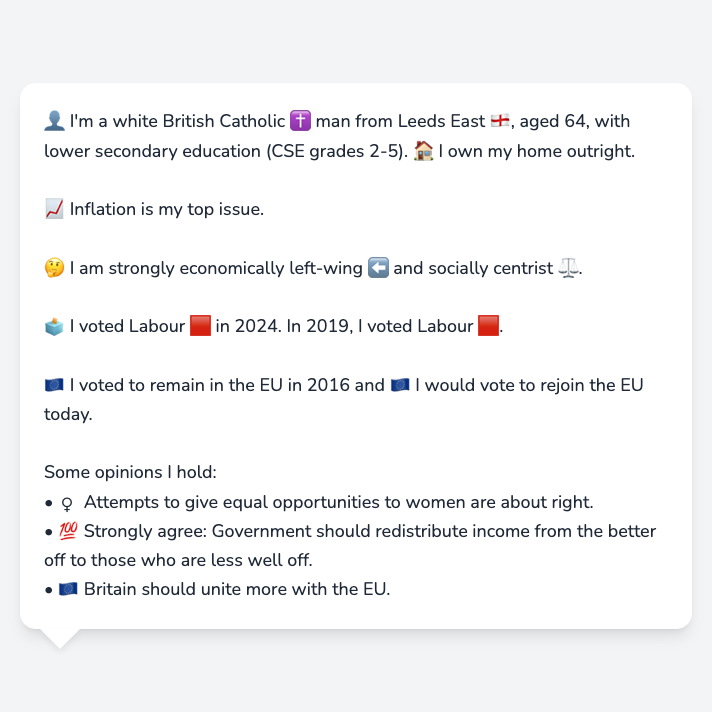 👤 I'm a white British Catholic ✝️ man from Leeds East 🏴󠁧󠁢󠁥󠁮󠁧󠁿, aged 64, with
lower secondary education (CSE grades 2-5). 🏠 I own my home outright.
📈 Inflation is my top issue.
🤔 I am strongly economically left-wing ⬅️ and socially centrist ⚖️.
🗳️ I voted Labour 🟥 in 2024. In 2019, I voted Labour 🟥.
🇪🇺 I voted to remain in the EU in 2016 and 🇪🇺 I would vote to rejoin the EU
today.
Some opinions I hold:
• ♀ Attempts to give equal opportunities to women are about right.
• 💯 Strongly agree: Government should redistribute income from the better
off to those who are less well off.
• 🇪🇺 Britain should unite more with the EU.